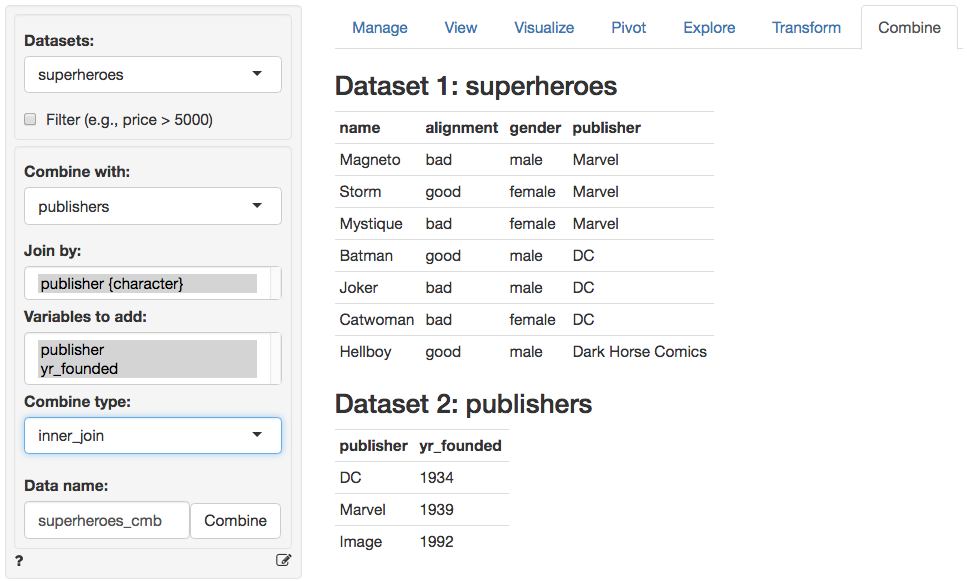 Datasets:
superheroes
Filter (e.g., price > 5000)
Combine with:
publishers
Join by:
publisher {character}
Variables to add:
publisher
yr_founded
Combine type:
inner_join
Data name:
superheroes_cmb Combine
?
Manage View Visualize Pivot Explore Transform Combine
Dataset 1: superheroes
name alignment gender publisher
Magneto bad male Marvel
Storm good female Marvel
Mystique bad female Marvel
Batman good male DC
Joker bad male DC
Catwoman bad female DC
Hellboy good male Dark Horse Comics
Dataset 2: publishers
publisher yr_founded
DC 1934
Marvel 1939
Image 1992